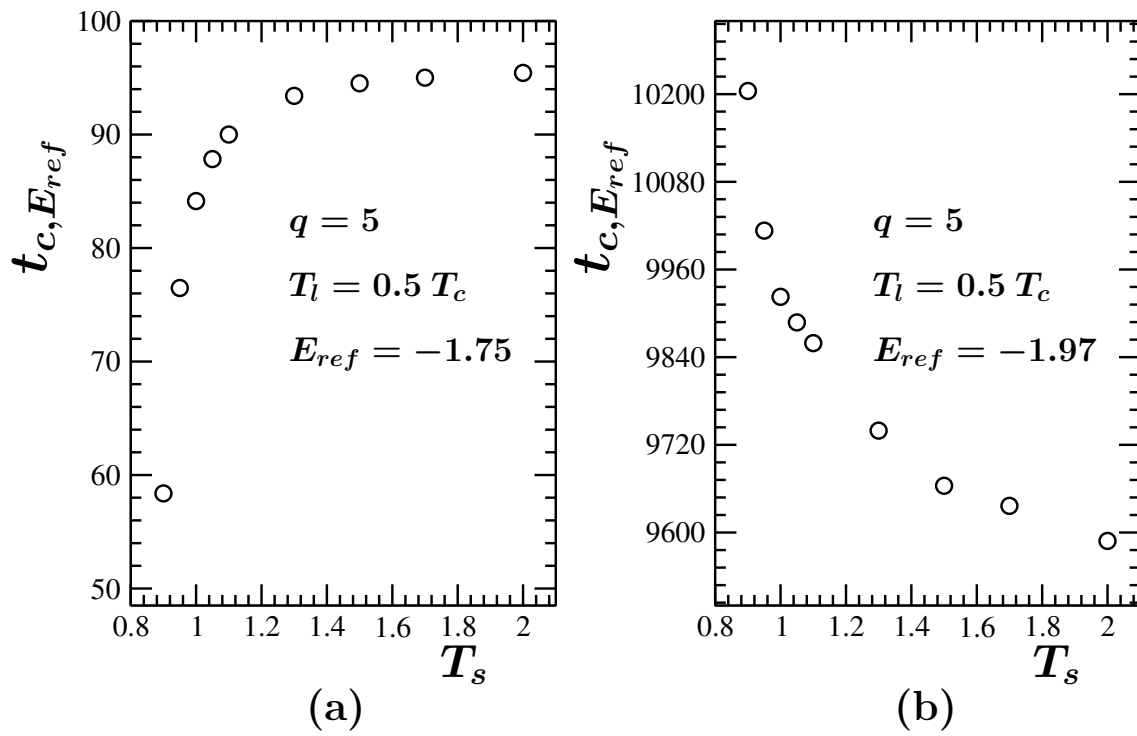 100
90
80
70
60
50
t_{c,E_{ref}}
q = 5
T_l = 0.5 T_c
E_{ref} = −1.75
0.8 1 1.2 1.4 1.6 1.8 2
T_s
(a)
10200
10080
9960
9840
9720
9600
t_{c,E_{ref}}
q = 5
T_l = 0.5 T_c
E_{ref} = −1.97
0.8 1 1.2 1.4 1.6 1.8 2
T_s
(b)